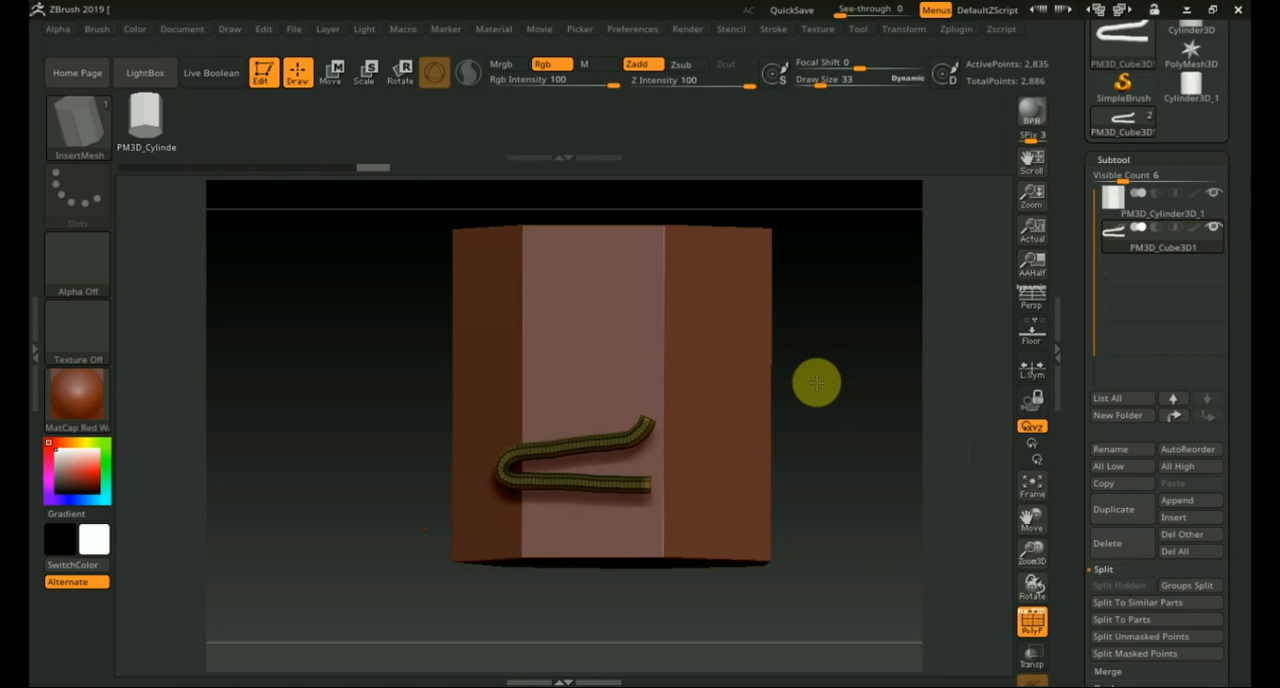 ZBrush 2019 [
AC QuickSave See-through 0 Menus DefaultZScript
Alpha Brush Color Document Draw Edit File Layer Light Macro Marker Material Movie Picker Preferences Render Stencil Stroke Texture Tool Transform Zplugin Zscript
Home Page LightBox Live Boolean Edit Draw Move Scale Rotate
Mrgb Rgb M Zadd Zsub Zcut
Rgb Intensity 100 Z Intensity 100
Focal Shift 0
Draw Size 33 Dynamic
S
D
ActivePoints: 2,835
TotalPoints: 2,886
1
InsertMesh
PM3D_Cylinde
Dots
Alpha Off
Texture Off
MatCap Red Wa
Gradient
SwitchColor
Alternate
BPR
SPix 3
Scroll
Zoom
Actual
AAHalf
Dynamic
Persp
Floor
L.Sym
XYZ
Frame
Move
Zoom3D
Rotate
PolyF
Transp
Cylinder3D
PM3D_Cube3D1
PolyMesh3D
SimpleBrush
Cylinder3D_1
2
PM3D_Cube3D1
Subtool
Visible Count 6
PM3D_Cylinder3D_1
PM3D_Cube3D1
List All
New Folder
Rename AutoReorder
All Low All High
Copy Paste
Duplicate Append
Insert
Delete Del Other
Del All
Split
Split Hidden Groups Split
Split To Similar Parts
Split To Parts
Split Unmasked Points
Split Masked Points
Merge